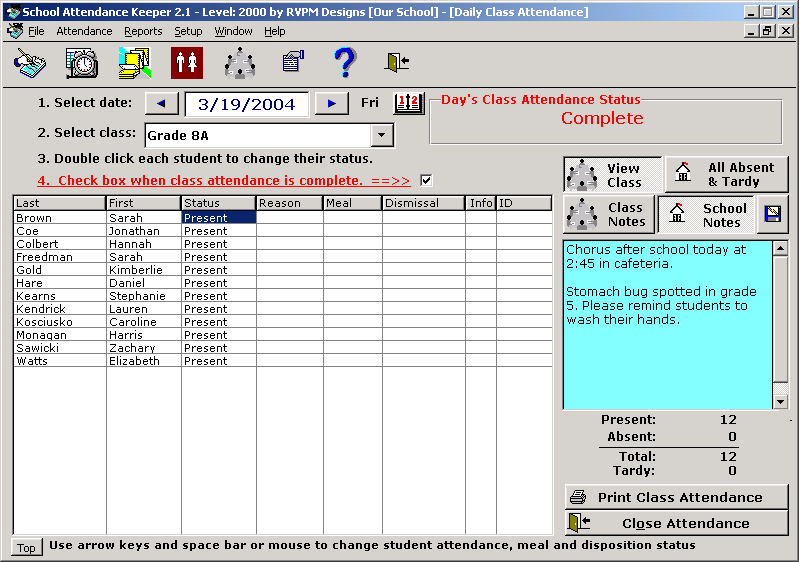 School Attendance Keeper 2.1 - Level: 2000 by RVPM Designs [Our School] - [Daily Class Attendance]
File Attendance Reports Setup Window Help
1. Select date: 3/19/2004 Fri
Day's Class Attendance Status
Complete
2. Select class: Grade 8A
3. Double click each student to change their status.
4. Check box when class attendance is complete. ==>>
View Class
All Absent & Tardy
Class Notes
School Notes
Last First Status Reason Meal Dismissal Info ID
Brown Sarah Present
Coe Jonathan Present
Colbert Hannah Present
Freedman Sarah Present
Gold Kimberlie Present
Hare Daniel Present
Kearns Stephanie Present
Kendrick Lauren Present
Kosciusko Caroline Present
Monagan Harris Present
Sawicki Zachary Present
Watts Elizabeth Present
Chorus after school today at
2:45 in cafeteria.
Stomach bug spotted in grade
5. Please remind students to
wash their hands.
Present: 12
Absent: 0
Total: 12
Tardy: 0
Print Class Attendance
Close Attendance
Top Use arrow keys and space bar or mouse to change student attendance, meal and disposition status